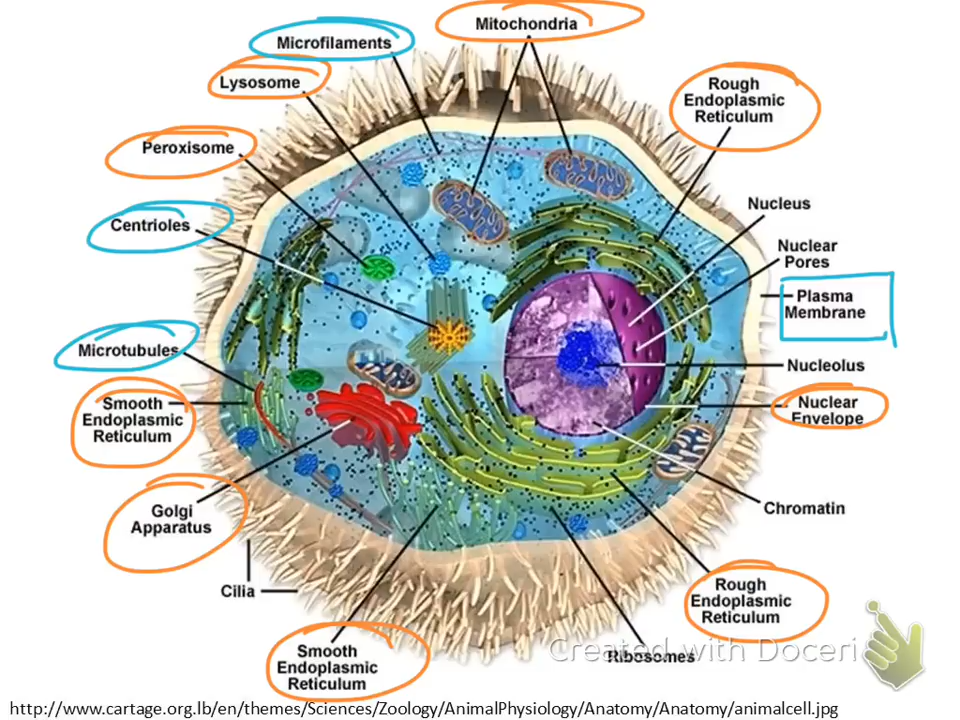 Mitochondria
Microfilaments
Lysosome
Rough
Endoplasmic
Reticulum
Peroxisome
Nucleus
Centrioles
Nuclear
Pores
Plasma
Membrane
Microtubules
Nucleolus
Smooth
Endoplasmic
Reticulum
Nuclear
Envelope
Golgi
Apparatus
Chromatin
Cilia
Rough
Endoplasmic
Reticulum
Smooth
Endoplasmic
Reticulum
Ribosomes
Created with Doceri
http://www.cartage.org.lb/en/themes/Sciences/Zoology/AnimalPhysiology/Anatomy/Anatomy/animalcell.jpg